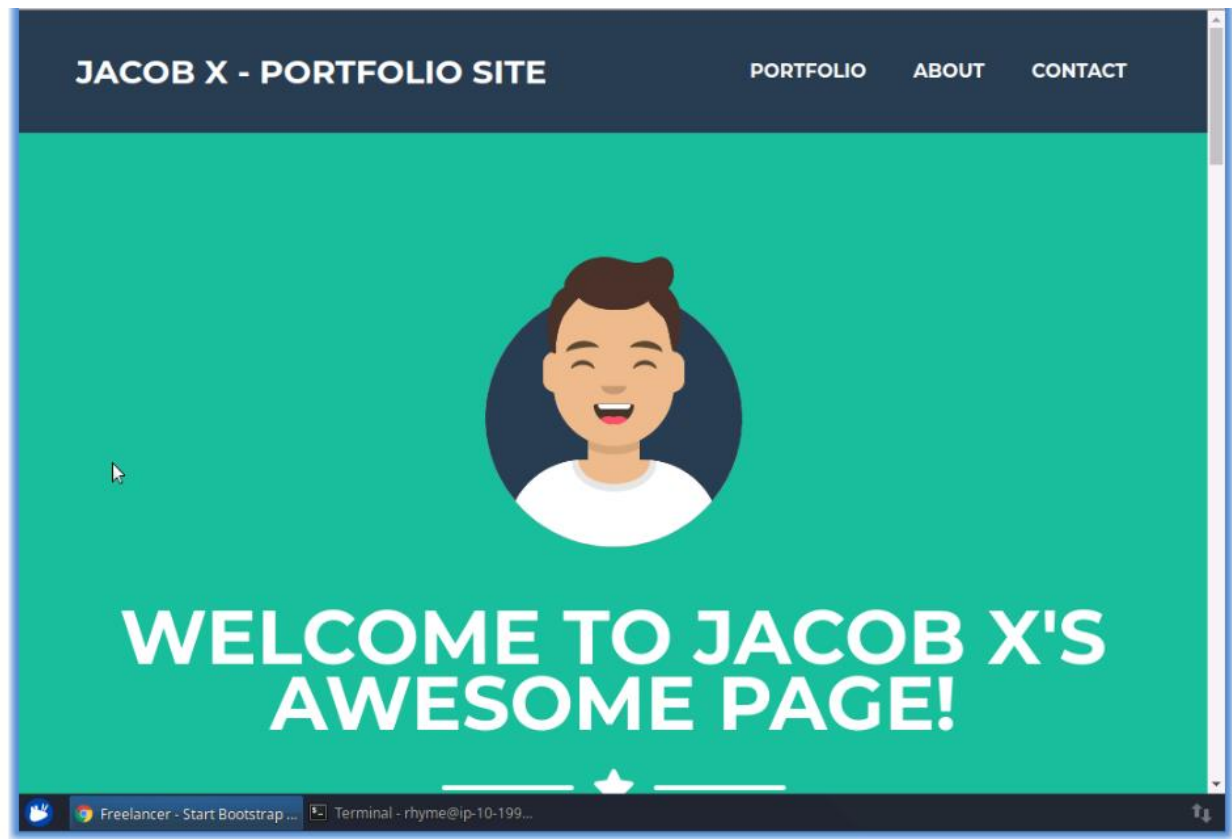 JACOB X - PORTFOLIO SITE
PORTFOLIO ABOUT CONTACT
WELCOME TO JACOB X'S
AWESOME PAGE!
Freelancer - Start Bootstrap ...
Terminal - rhyme@ip-10-199...